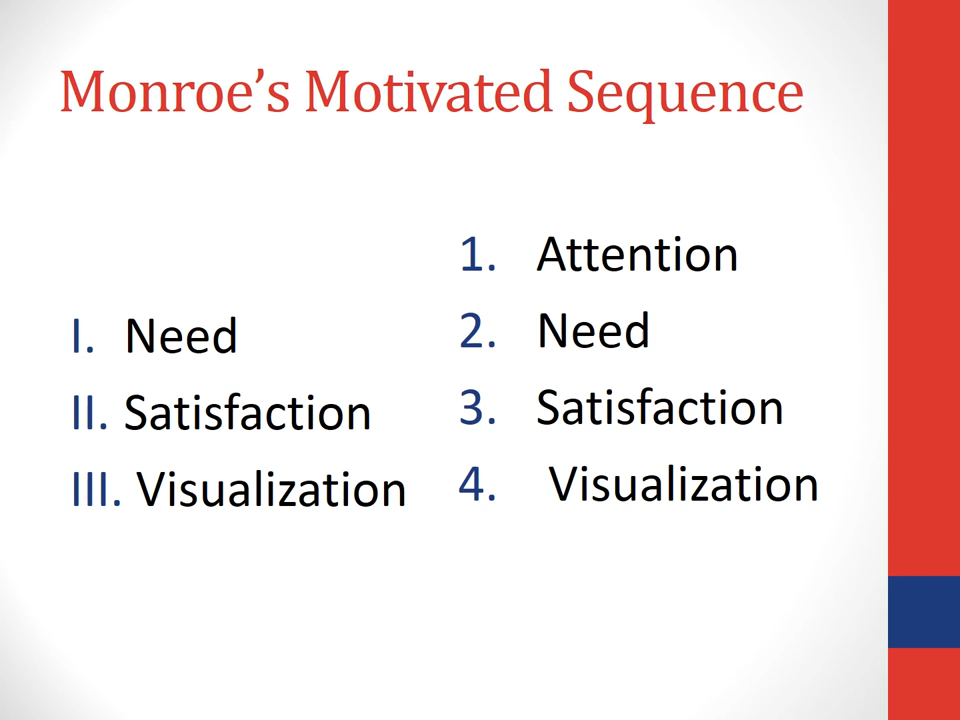 Monroe’s Motivated Sequence
I. Need
II. Satisfaction
III. Visualization
1. Attention
2. Need
3. Satisfaction
4. Visualization